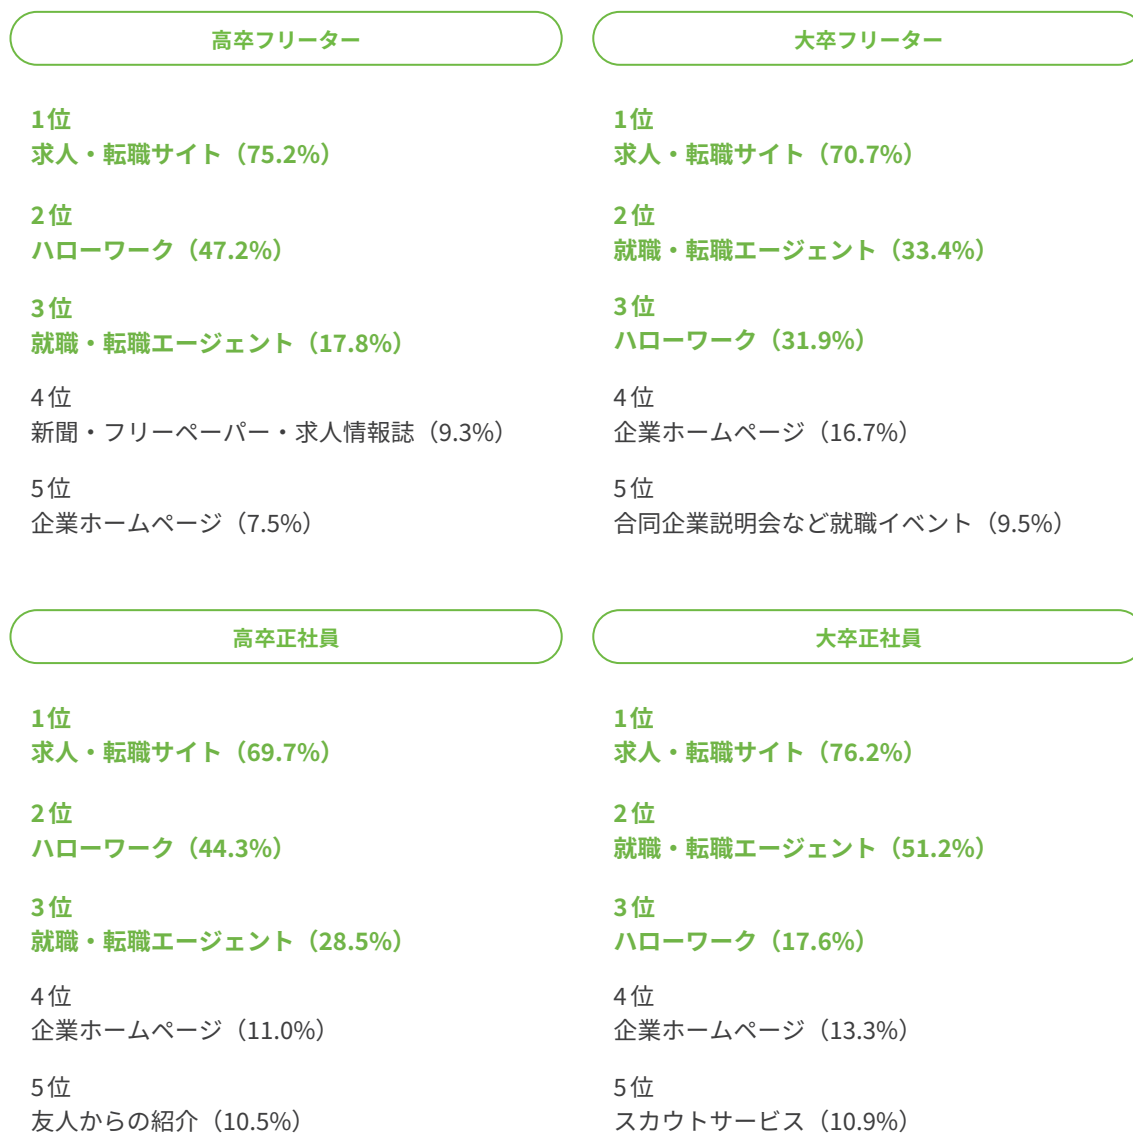 高卒フリーター
1位
求人・転職サイト（75.2%）
2位
ハローワーク（47.2%）
3位
就職・転職エージェント（17.8%）
4位
新聞・フリーペーパー・求人情報誌（9.3%）
5位
企業ホームページ（7.5%）
大卒フリーター
1位
求人・転職サイト（70.7%）
2位
就職・転職エージェント（33.4%）
3位
ハローワーク（31.9%）
4位
企業ホームページ（16.7%）
5位
合同企業説明会など就職イベント（9.5%）
高卒正社員
1位
求人・転職サイト（69.7%）
2位
ハローワーク（44.3%）
3位
就職・転職エージェント（28.5%）
4位
企業ホームページ（11.0%）
5位
友人からの紹介（10.5%）
大卒正社員
1位
求人・転職サイト（76.2%）
2位
就職・転職エージェント（51.2%）
3位
ハローワーク（17.6%）
4位
企業ホームページ（13.3%）
5位
スカウトサービス（10.9%）